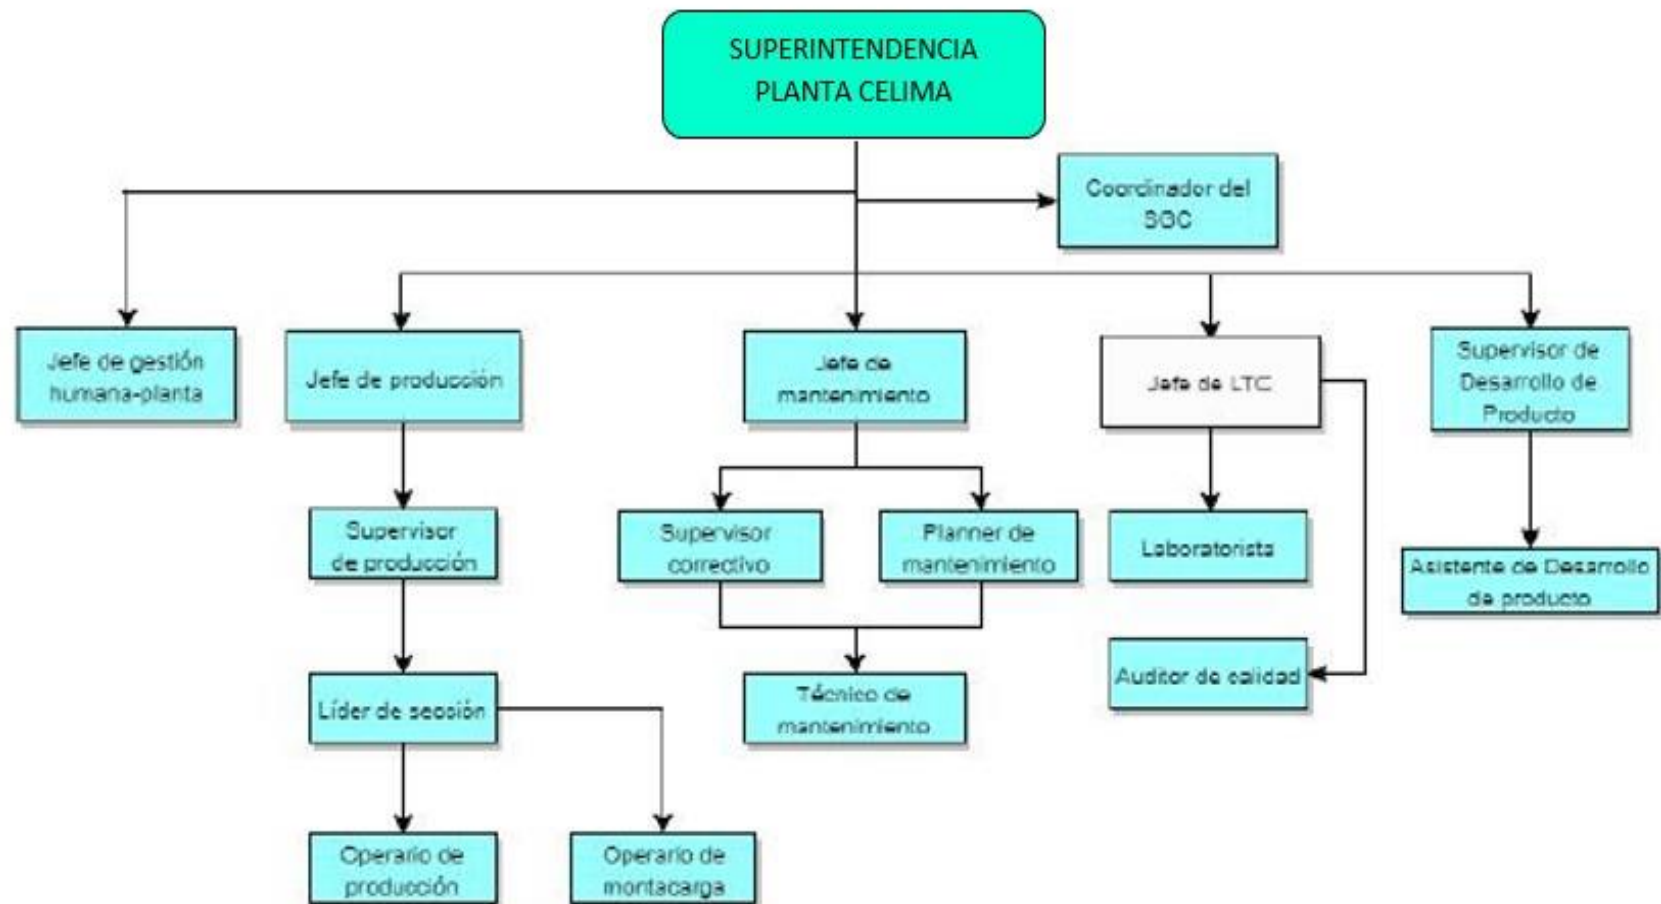 SUPERINTENDENCIA
PLANTA CELIMA
Coordinador del
SGC
Jefe de gestión
humana-planta
Jefe de producción
Jefe de
mantenimiento
Jefe de LTC
Supervisor de
Desarrollo de
Producto
Supervisor
de producción
Supervisor
correctivo
Planner de
mantenimiento
Laboratorista
Asistente de Desarrollo
de producto
Líder de sección
Técnico de
mantenimiento
Auditor de calidad
Operario de
producción
Operario de
montacarga